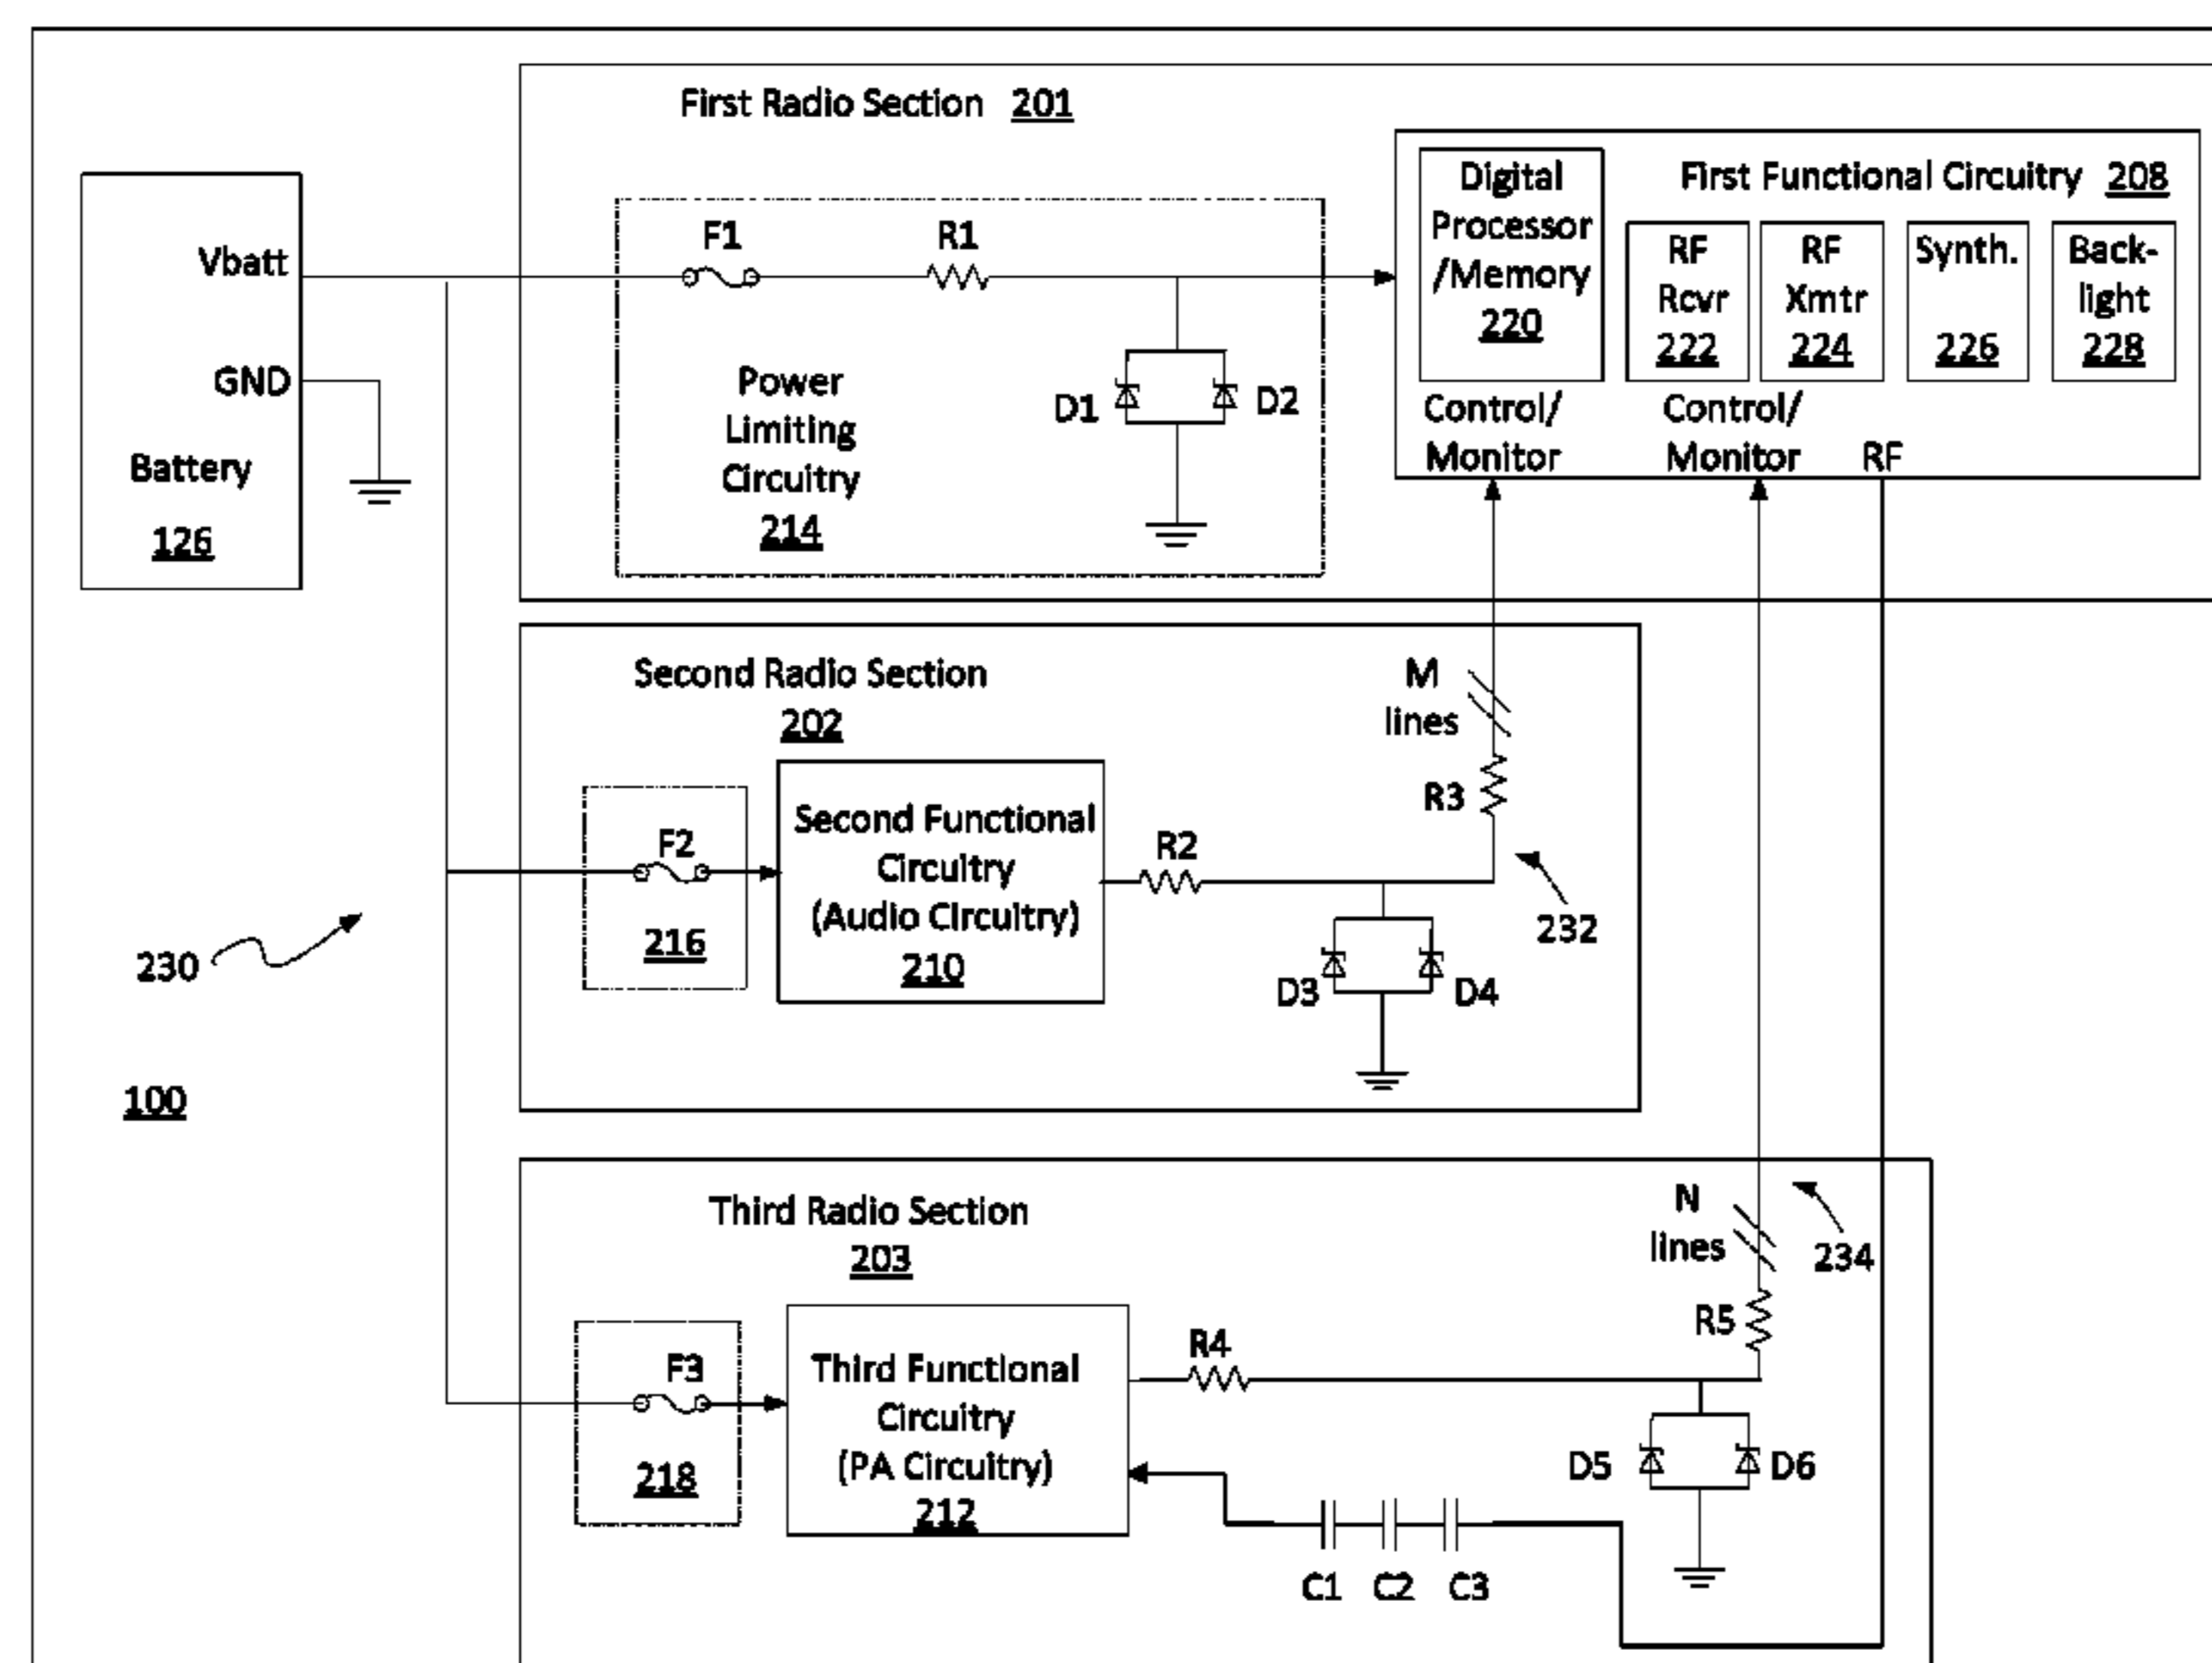 First Radio Section 201
Vbatt
GND
Battery
126
F1
R1
Power
Limiting
Circuitry
214
D1
D2
First Functional Circuitry 208
Digital
Processor
/Memory
220
RF
Rcvr
222
RF
Xmtr
224
Synth.
226
Back-
light
228
Control/
Monitor
Control/
Monitor
RF
Second Radio Section
202
M
lines
R3
F2
216
Second Functional
Circuitry
(Audio Circuitry)
210
R2
232
D3
D4
230
100
Third Radio Section
203
N
lines
234
R5
F3
218
Third Functional
Circuitry
(PA Circuitry)
212
R4
D5
D6
C1
C2
C3